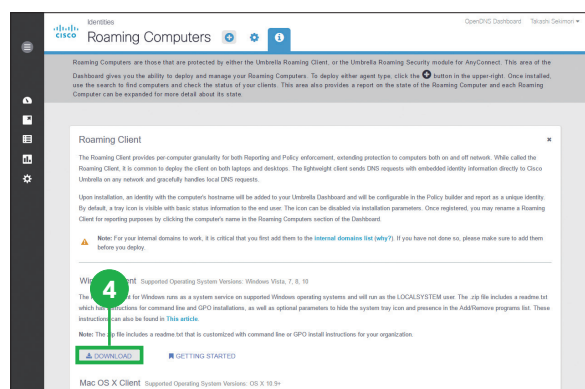 Identities
OpenDNS Dashboard Takashi Sekimon
CISCO
Roaming Computers
Roaming Computers are those that are protected by either the Umbrella Roaming Client, or the Umbrella Roaming Security module for AnyConnect. This area of the
Dashboard gives you the ability to deploy and manage your Roaming Computers. To deploy either agent type, click the + button in the upper-right. Once installed,
use the search to find computers and check the status of your clients. This area also provides a report on the state of the Roaming Computer and each Roaming
Computer can be expanded for more detail about its state.
Roaming Client
The Roaming Client provides per-computer granularity for both Reporting and Policy enforcement, extending protection to computers both on and off network. While called the
Roaming Client, it is common to deploy the client on both laptops and desktops. The lightweight client sends DNS requests with embedded identity information directly to Cisco
Umbrella on any network and gracefully handles local DNS requests.
Upon installation, an identity with the computer's hostname will be added to your Umbrella Dashboard and will be configurable in the Policy builder and report as a unique identity.
By default, a tray icon is visible with basic status information to the end user. The icon can be disabled via installation parameters. Once registered, you may rename a Roaming
Client for reporting purposes by clicking the computer's name in the Roaming Computers section of the Dashboard.
Note: For your internal domains to work, it is critical that you first add them to the internal domains list (why?). If you have not done so, please make sure to add them
before you deploy.
Supported Operating System Versions: Windows Vista, 7, 8, 10
4
for Windows runs as a system service on supported Windows operating systems and will run as the LOCALSYSTEM user. The .zip file includes a readme.txt
which has instructions for command line and GPO installations, as well as optional parameters to hide the system tray icon and presence in the Add/Remove programs list. These
instructions can also be found in This article.
Note: The .zip file includes a readme.txt that is customized with command line or GPO install instructions for your organization.
DOWNLOAD
GETTING STARTED
Mac OS X Client Supported Operating System Versions: OS X 10.9+